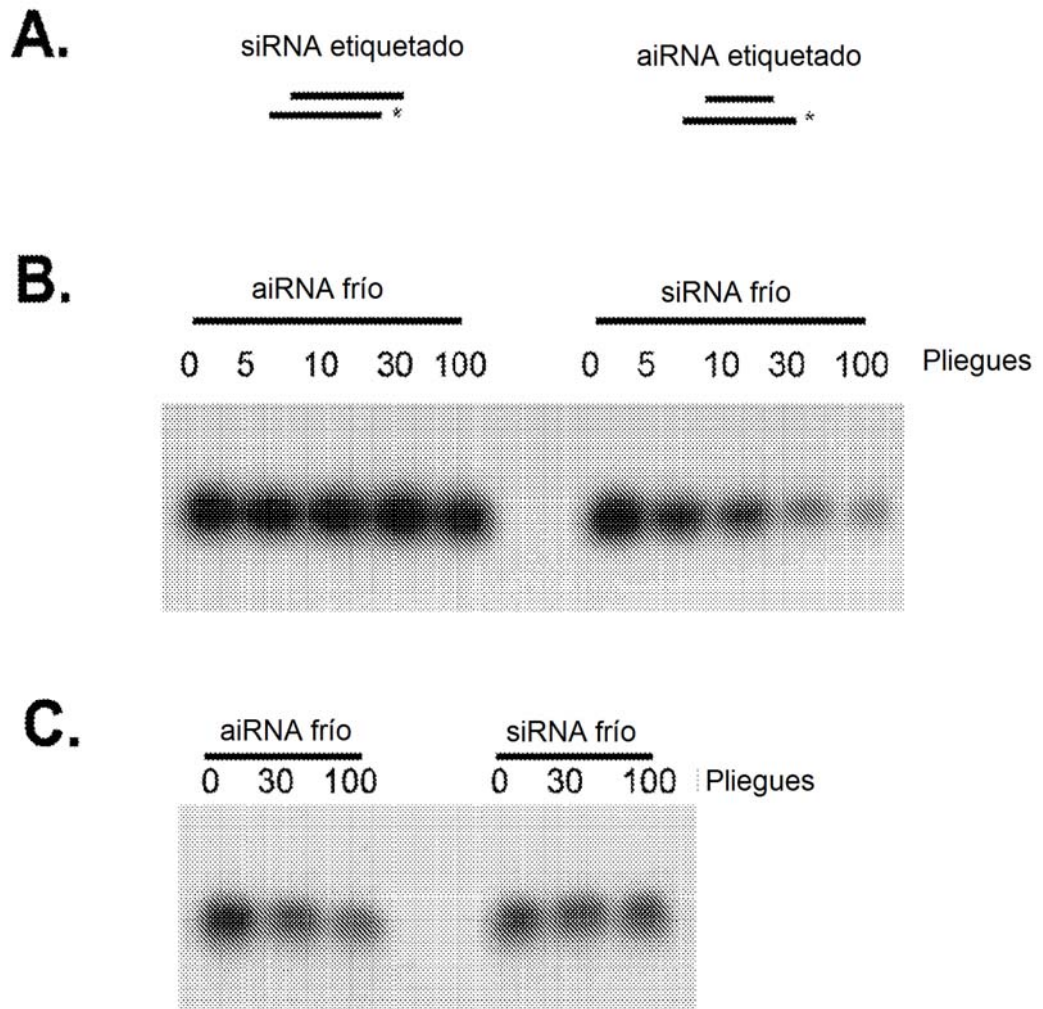 A.
siRNA etiquetado aiRNA etiquetado
* *
B.
aiRNA frío siRNA frío
0 5 10 30 100 0 5 10 30 100 Pliegues
C.
aiRNA frío siRNA frío
0 30 100 0 30 100 Pliegues